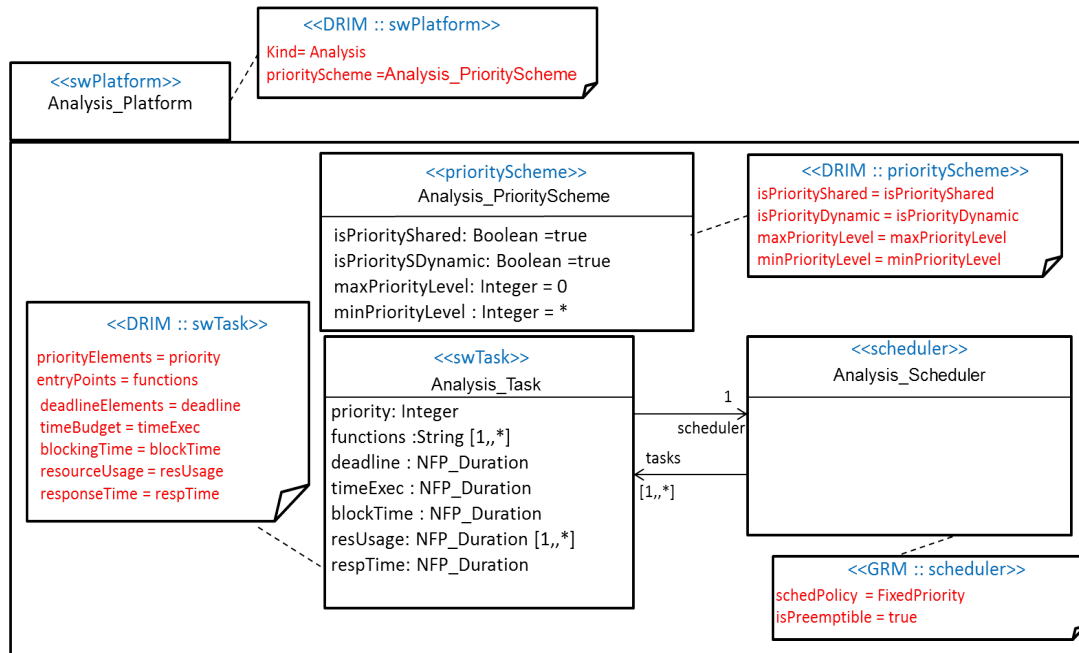 <<DRIM :: swPlatform>>
Kind= Analysis
priorityScheme =Analysis_PriorityScheme
<<swPlatform>>
Analysis_Platform
<<priorityScheme>>
Analysis_PriorityScheme
isPriorityShared: Boolean =true
isPrioritySDynamic: Boolean =true
maxPriorityLevel: Integer = 0
minPriorityLevel : Integer = *
<<DRIM :: priorityScheme>>
isPriorityShared = isPriorityShared
isPriorityDynamic = isPriorityDynamic
maxPriorityLevel = maxPriorityLevel
minPriorityLevel = minPriorityLevel
<<DRIM :: swTask>>
priorityElements = priority
entryPoints = functions
deadlineElements = deadline
timeBudget = timeExec
blockingTime = blockTime
resourceUsage = resUsage
responseTime = respTime
<<swTask>>
Analysis_Task
priority: Integer
functions :String [1,,*]
deadline : NFP_Duration
timeExec : NFP_Duration
blockTime : NFP_Duration
resUsage: NFP_Duration [1,,*]
respTime: NFP_Duration
1
scheduler
tasks
[1,,*]
<<scheduler>>
Analysis_Scheduler
<<GRM :: scheduler>>
schedPolicy = FixedPriority
isPreemptible = true